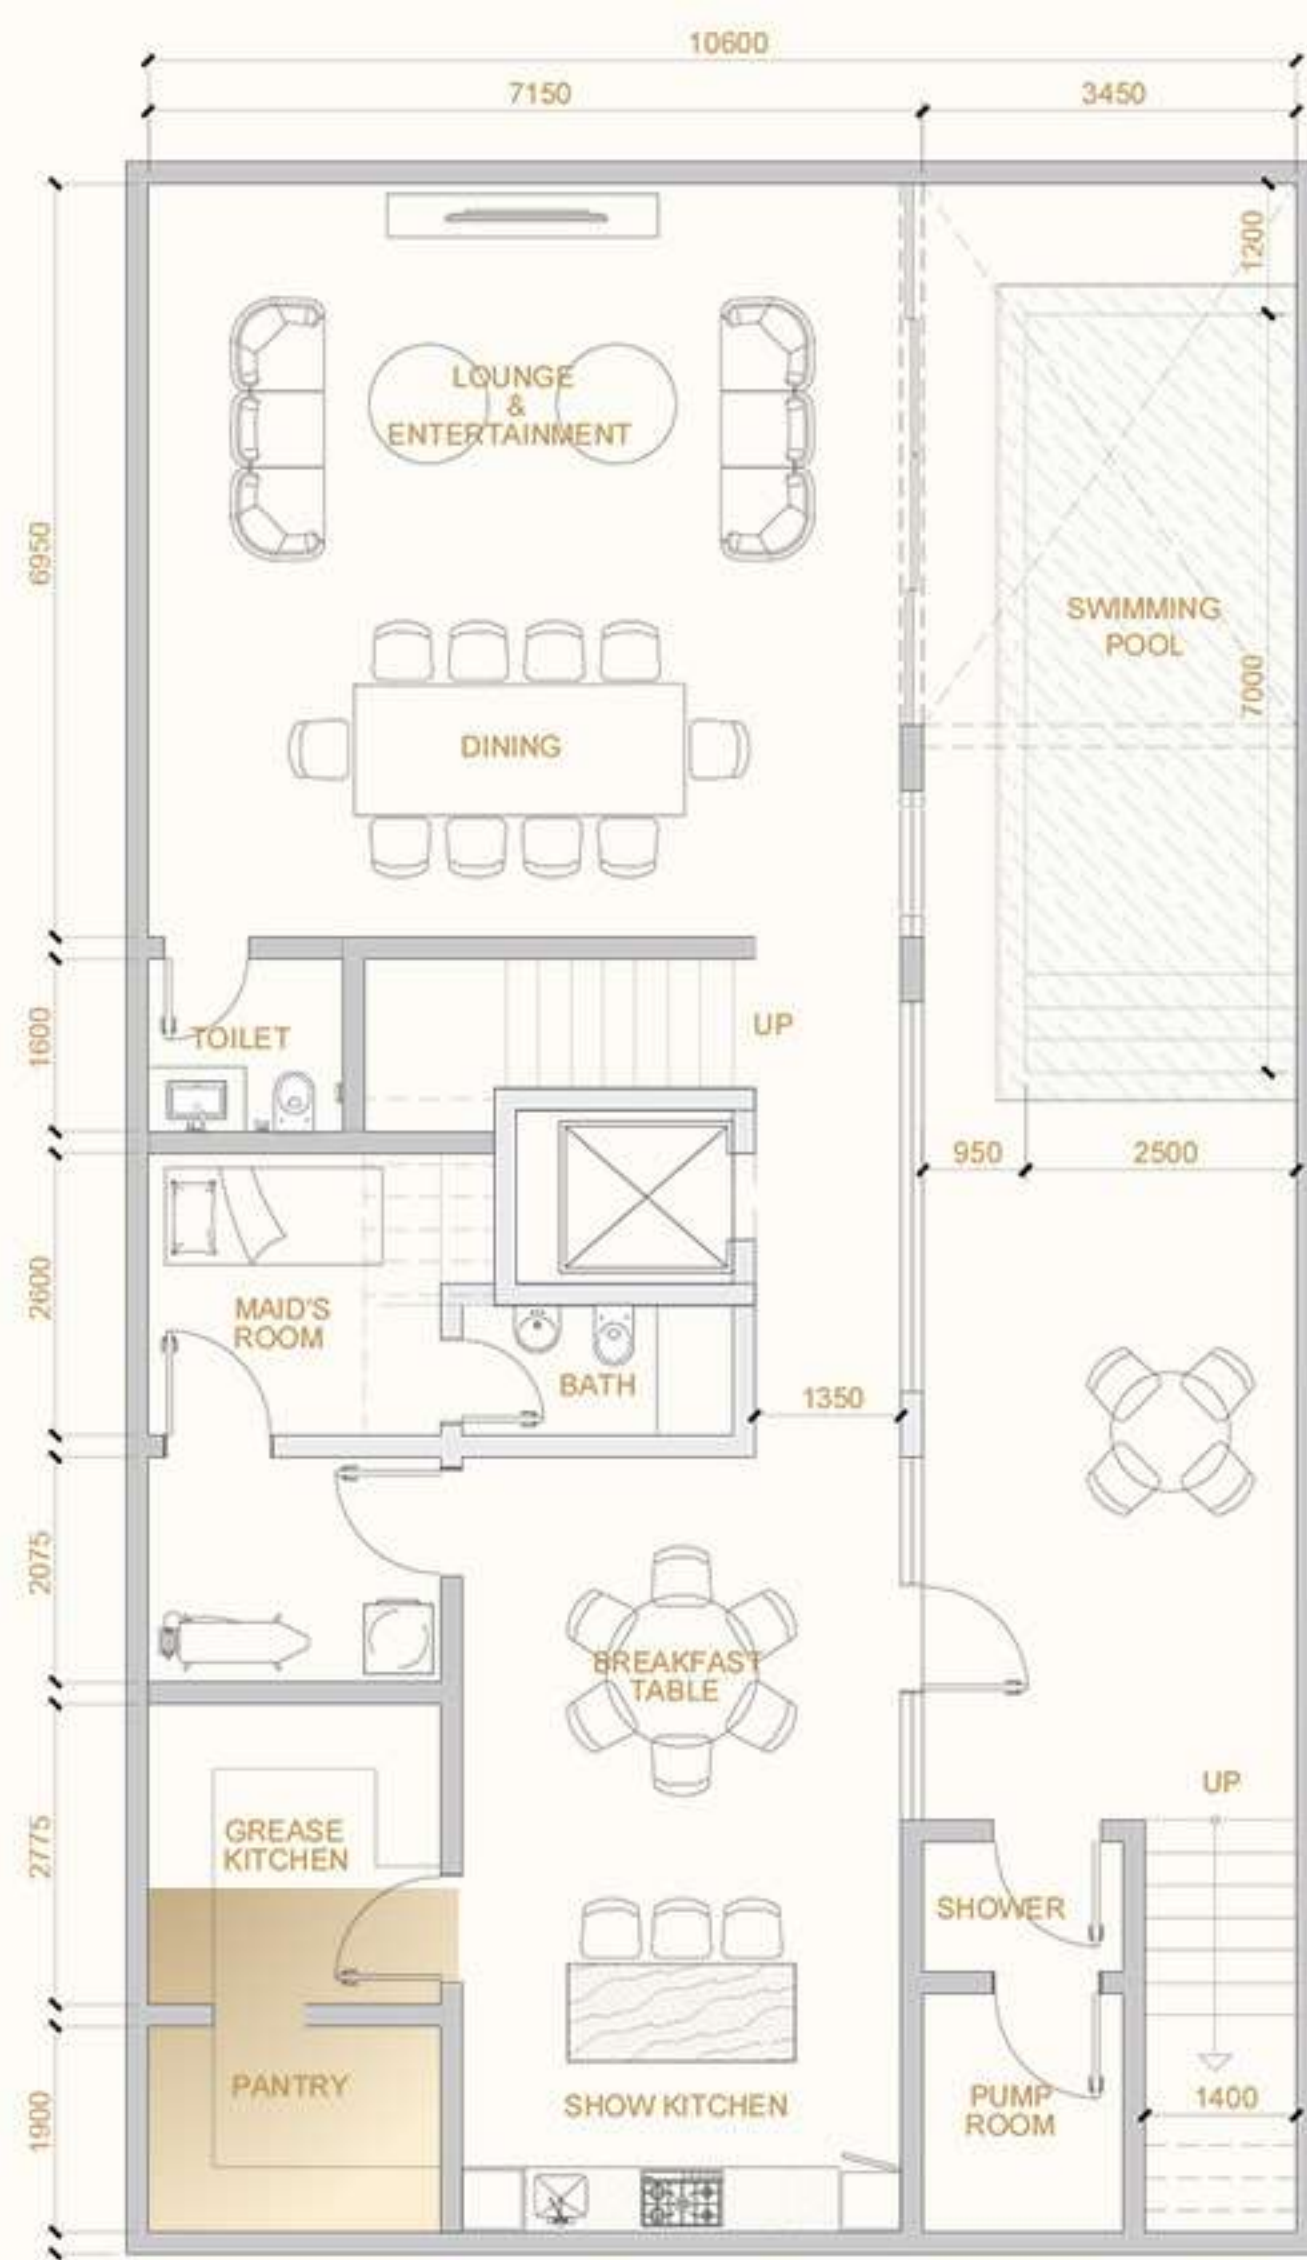 10600
7150
3450
1200
LOUNGE
&
ENTERTAINMENT
6950
SWIMMING
POOL
7000
DINING
1600
TOILET
UP
950
2500
2600
MAID'S
ROOM
BATH
1350
2075
BREAKFAST
TABLE
UP
2775
GREASE
KITCHEN
SHOWER
PANTRY
SHOW KITCHEN
PUMP
ROOM
1400
1900